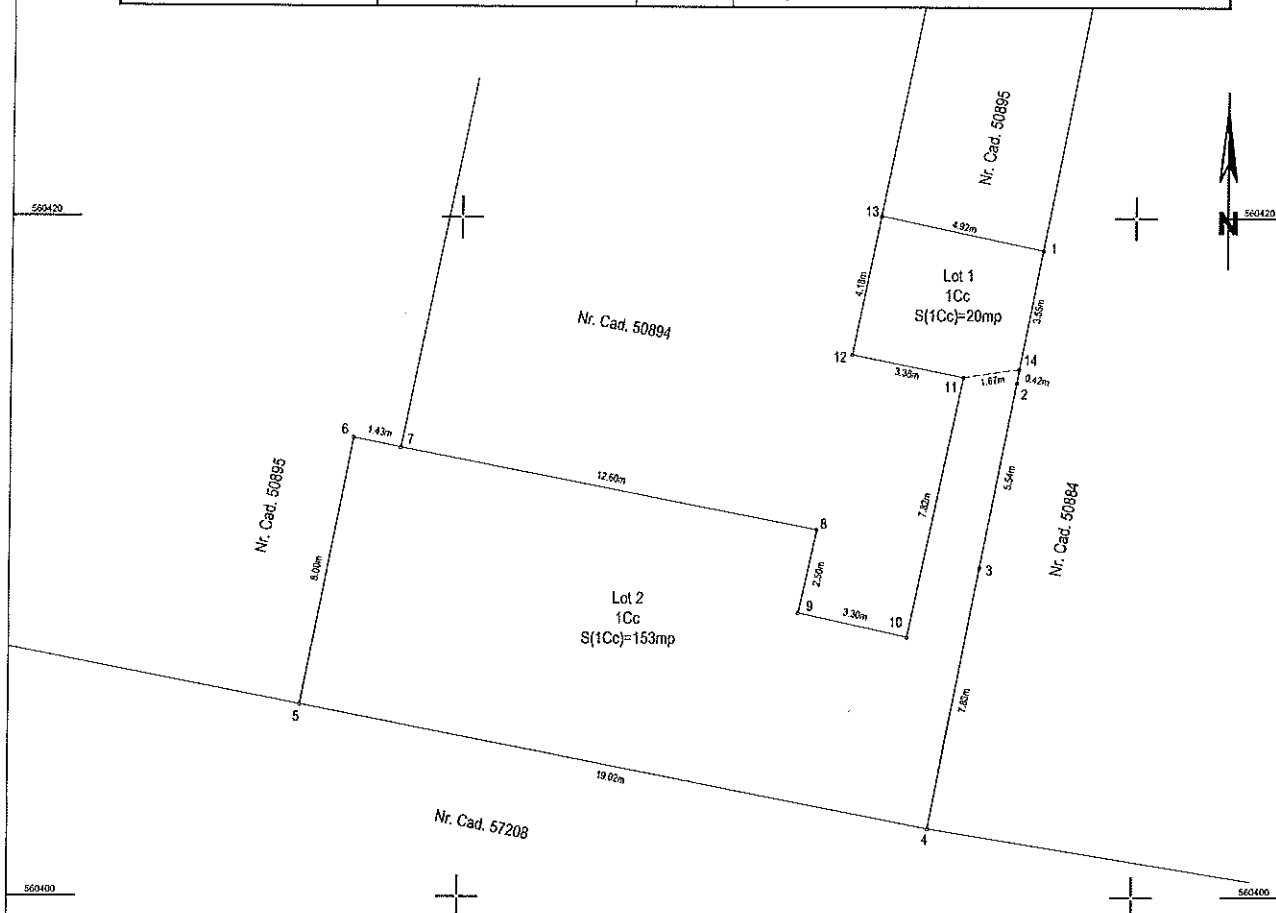 Nr. Cad. 50895
560420
560420
N
13
4.92m
1
Lot 1
1Cc
S(1Cc)=20mp
4.18m
3.55m
Nr. Cad. 50894
12
3.38m
11
1.67m
14
0.42m
2
6
1.43m
7
12.60m
Nr. Cad. 50895
8.00m
8
2.50m
9
3.30m
10
7.82m
5.54m
3
Nr. Cad. 50884
Lot 2
1Cc
S(1Cc)=153mp
7.83m
5
19.02m
4
Nr. Cad. 57208
560400
560400